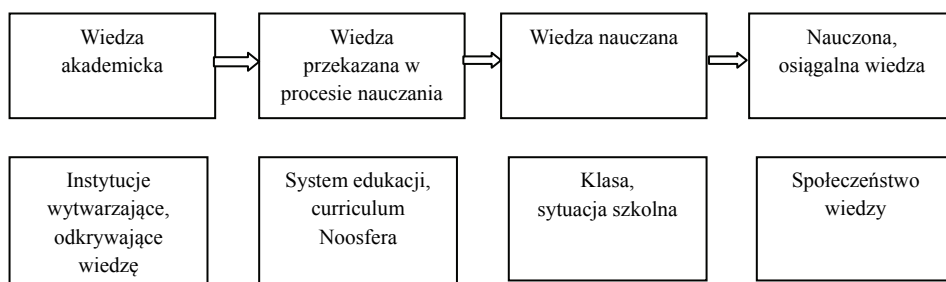 Wiedza
akademicka
Wiedza
przekazana w
procesie nauczania
Wiedza nauczana
Nauczona,
osiągalna wiedza
Instytucje
wytwarzające,
odkrywające
wiedzę
System edukacji,
curriculum
Noosfera
Klasa,
sytuacja szkolna
Społeczeństwo
wiedzy